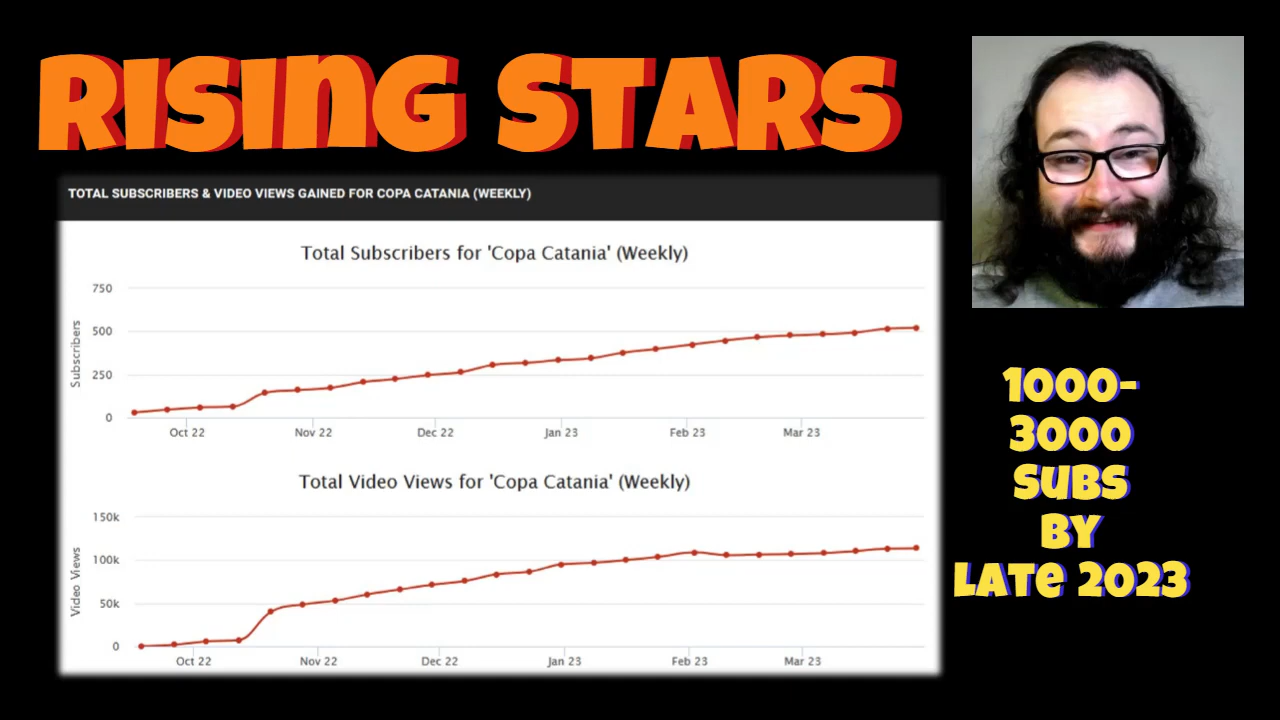 RISING STARS
TOTAL SUBSCRIBERS & VIDEO VIEWS GAINED FOR COPA CATANIA (WEEKLY)
Total Subscribers for 'Copa Catania' (Weekly)
Subscribers
750
500
250
0
Oct 22 Nov 22 Dec 22 Jan 23 Feb 23 Mar 23
Total Video Views for 'Copa Catania' (Weekly)
Video Views
150k
100k
50k
0
Oct 22 Nov 22 Dec 22 Jan 23 Feb 23 Mar 23
1000-
3000
SUBS
BY
LATE 2023